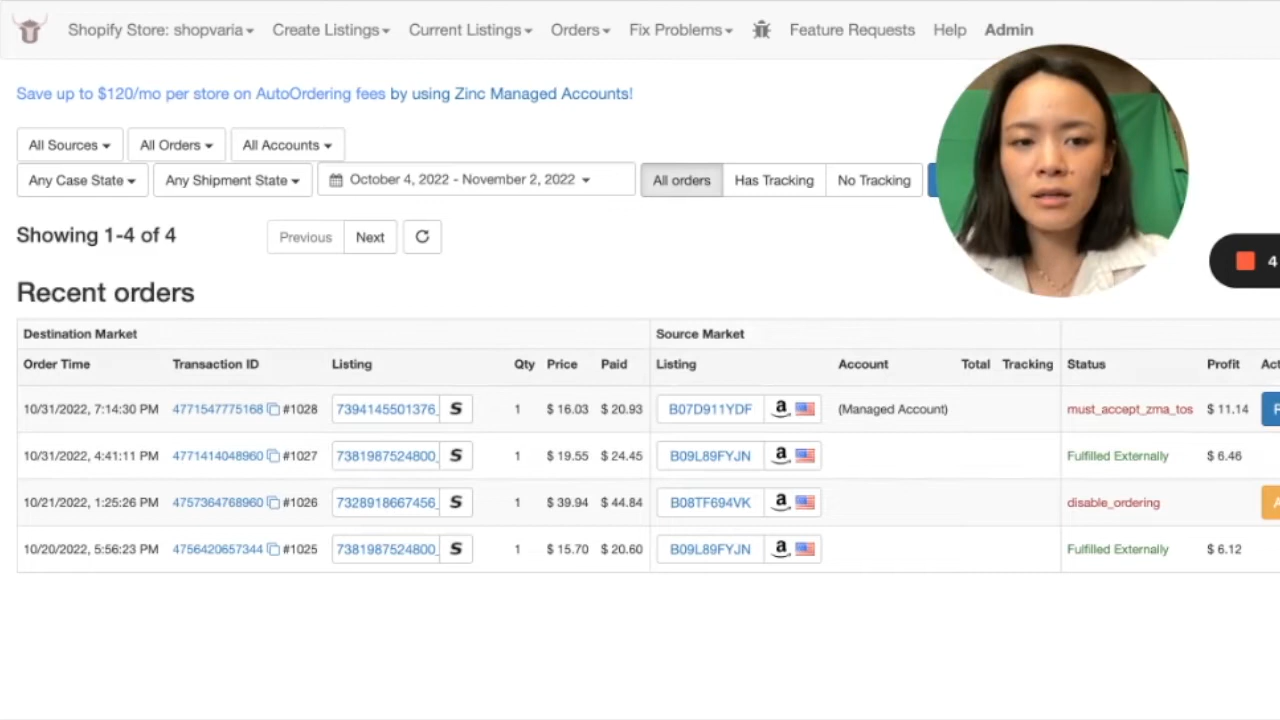 Shopify Store: shopvaria Create Listings Current Listings Orders Fix Problems Feature Requests Help Admin
Save up to $120/mo per store on AutoOrdering fees by using Zinc Managed Accounts!
All Sources All Orders All Accounts
Any Case State Any Shipment State October 4, 2022 - November 2, 2022 All orders Has Tracking No Tracking
Showing 1-4 of 4 Previous Next
4
Recent orders
Destination Market Source Market
Order Time Transaction ID Listing Qty Price Paid Listing Account Total Tracking Status Profit
10/31/2022, 7:14:30 PM 4771547775168 #1028 7394145501376_ S 1 $ 16.03 $ 20.93 B07D911YDF a (Managed Account) must_accept_zma_tos $ 11.14
10/31/2022, 4:41:11 PM 4771414048960 #1027 7381987524800_ S 1 $ 19.55 $ 24.45 B09L89FYJN a Fulfilled Externally $ 6.46
10/21/2022, 1:25:26 PM 4757364768960 #1026 7328918667456_ S 1 $ 39.94 $ 44.84 B08TF694VK a disable_ordering
10/20/2022, 5:56:23 PM 4756420657344 #1025 7381987524800_ S 1 $ 15.70 $ 20.60 B09L89FYJN a Fulfilled Externally $ 6.12